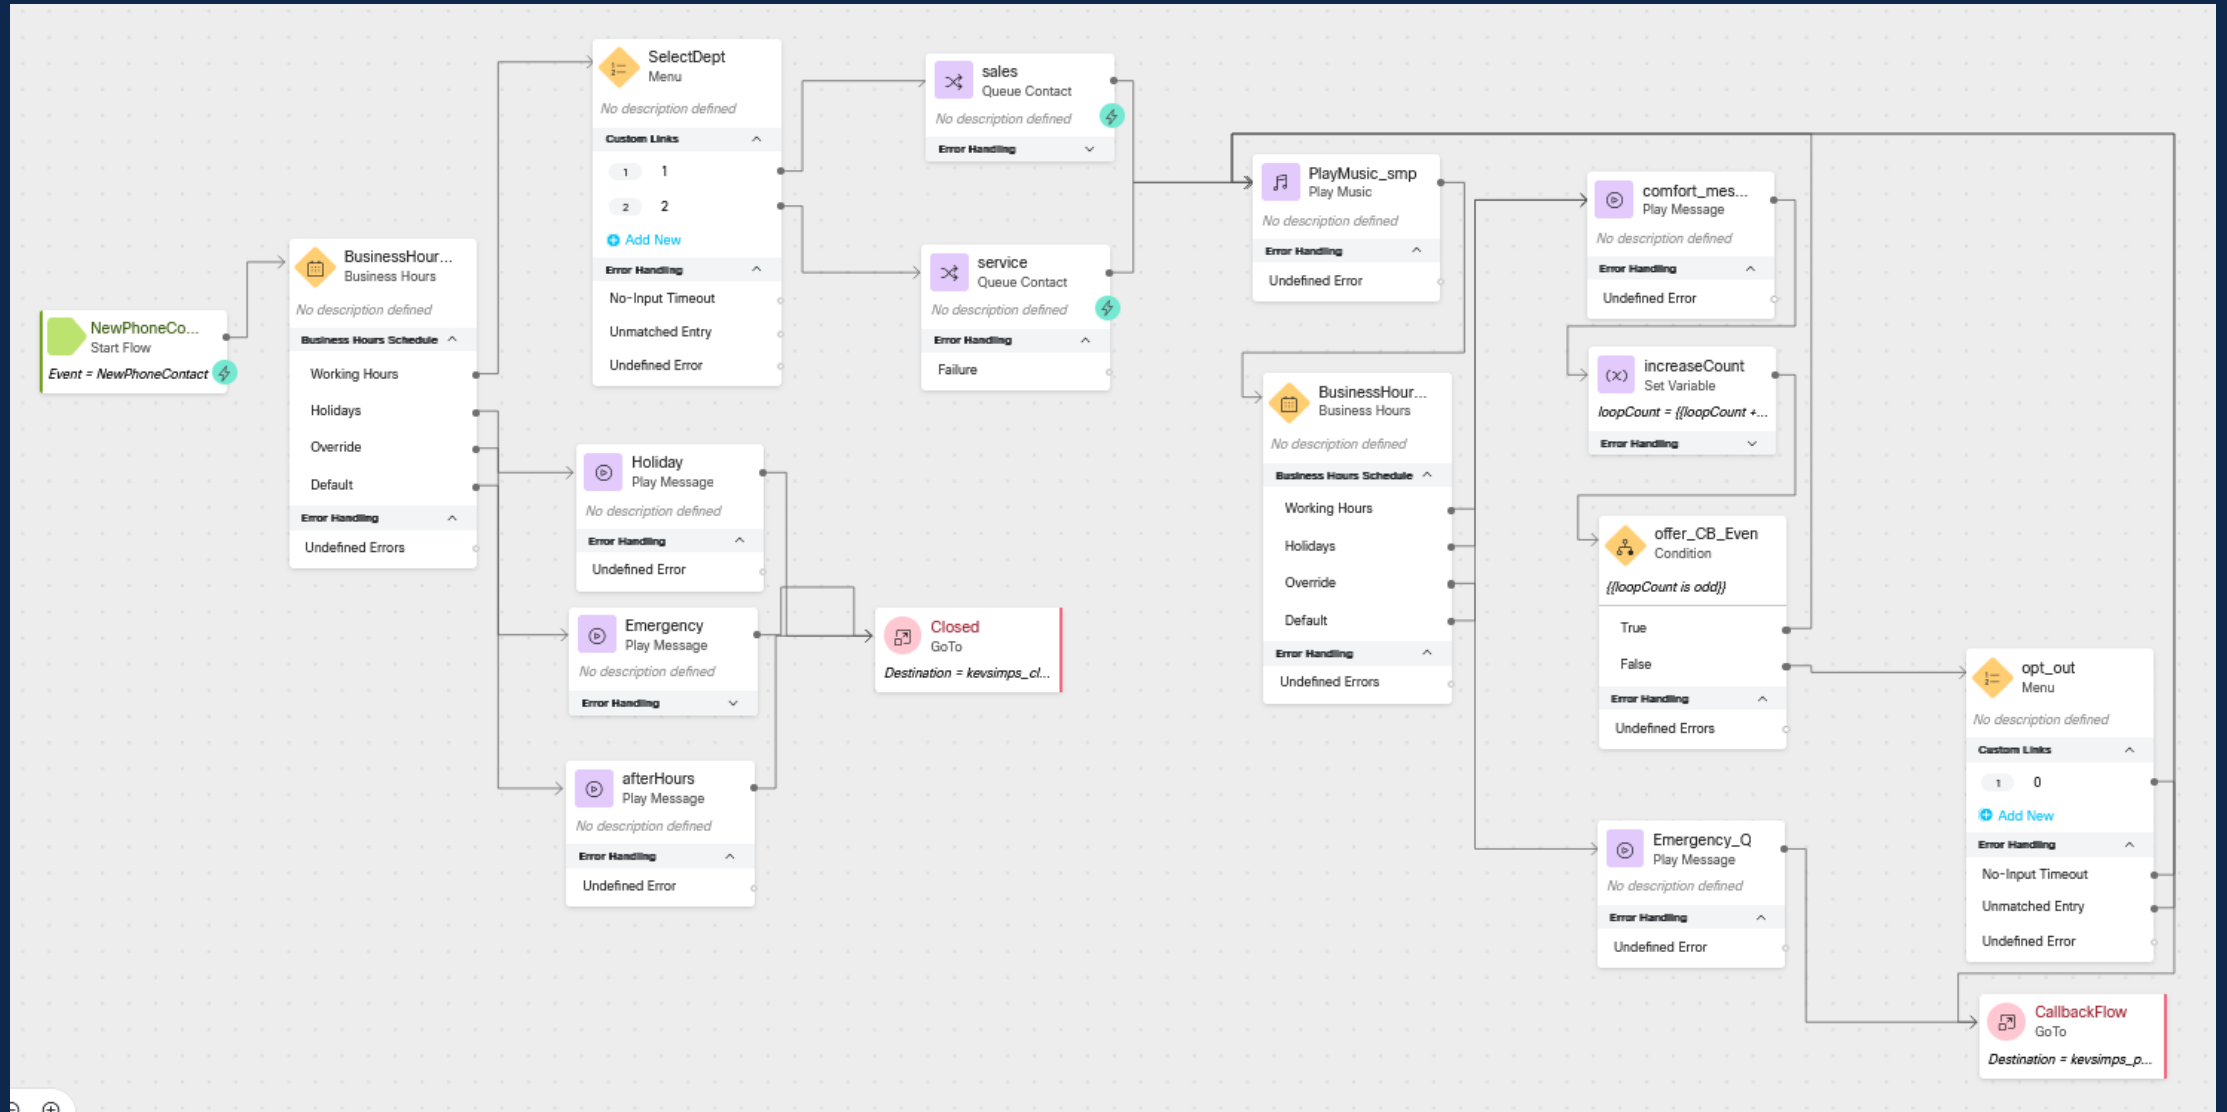 NewPhoneCo...
Start Flow
Event = NewPhoneContact
BusinessHour...
Business Hours
No description defined
Business Hours Schedule
Working Hours
Holidays
Override
Default
Error Handling
Undefined Errors
SelectDept
Menu
No description defined
Custom Links
1 1
2 2
Add New
Error Handling
No-Input Timeout
Unmatched Entry
Undefined Error
Holiday
Play Message
No description defined
Error Handling
Undefined Error
Emergency
Play Message
No description defined
Error Handling
afterHours
Play Message
No description defined
Error Handling
Undefined Error
sales
Queue Contact
No description defined
Error Handling
service
Queue Contact
No description defined
Error Handling
Failure
Closed
GoTo
Destination = kevsimps_cl...
PlayMusic_smp
Play Music
No description defined
Error Handling
Undefined Error
BusinessHour...
Business Hours
No description defined
Business Hours Schedule
Working Hours
Holidays
Override
Default
Error Handling
Undefined Errors
comfort_mes...
Play Message
No description defined
Error Handling
Undefined Error
increaseCount
Set Variable
loopCount = {{loopCount +...
Error Handling
offer_CB_Even
Condition
{{loopCount is odd}}
True
False
Error Handling
Undefined Errors
Emergency_Q
Play Message
No description defined
Error Handling
Undefined Error
opt_out
Menu
No description defined
Custom Links
1 0
Add New
Error Handling
No-Input Timeout
Unmatched Entry
Undefined Error
CallbackFlow
GoTo
Destination = kevsimps_p...